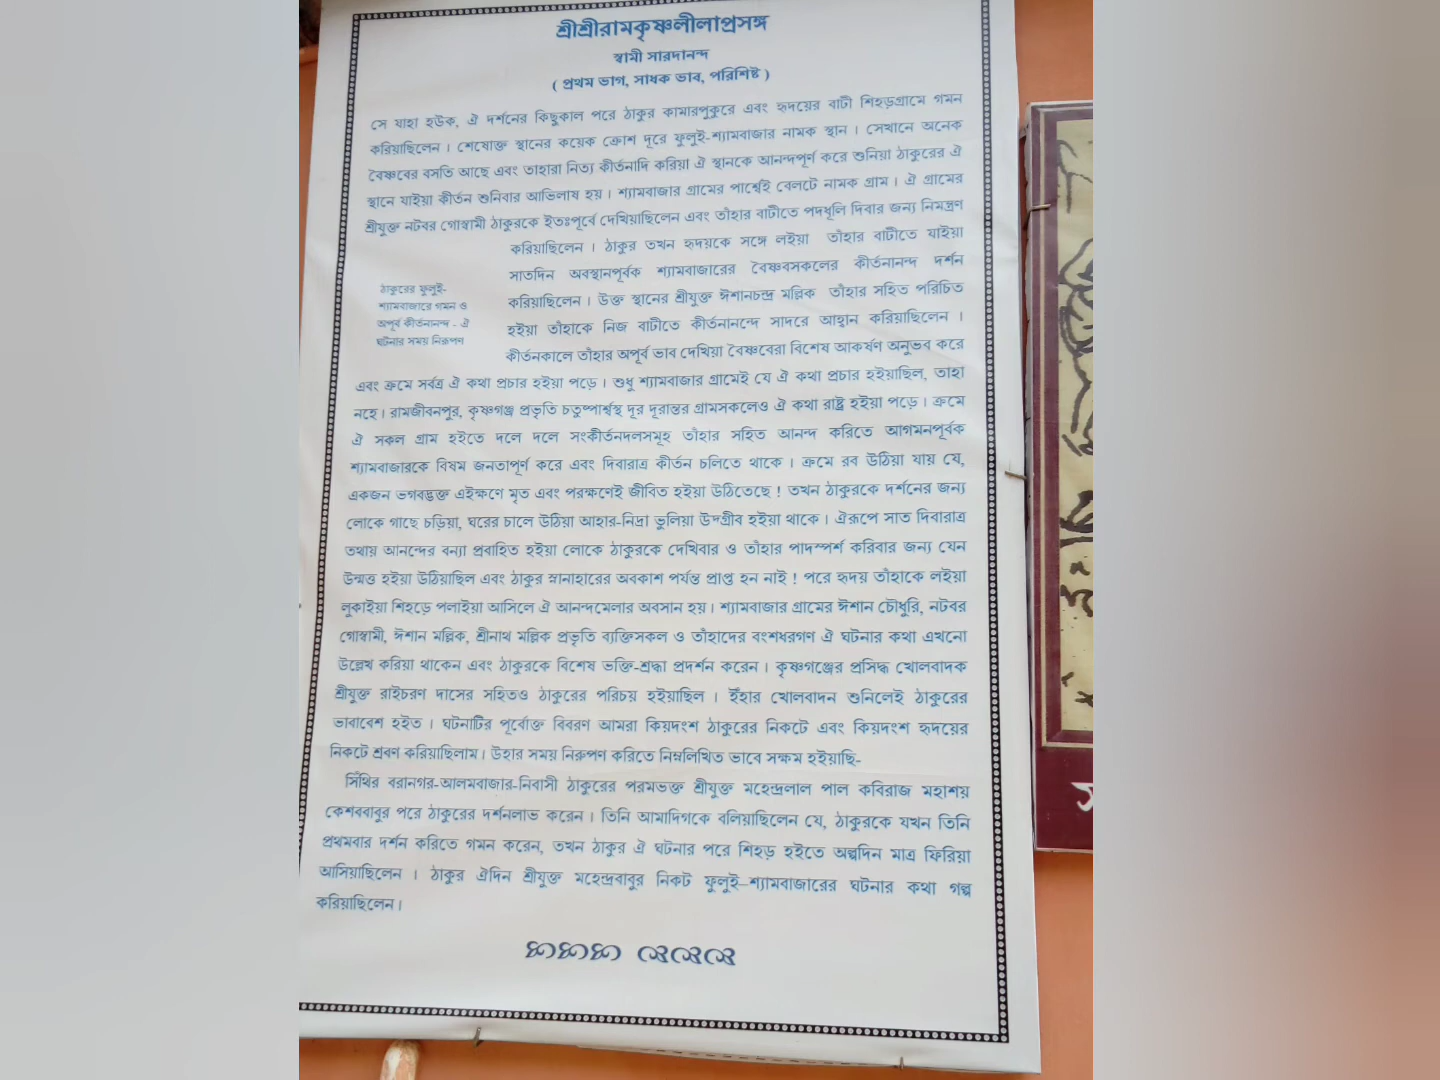 শ্রীশ্রীরামকৃষ্ণলীলাপ্রসঙ্গ
স্বামী সারদানন্দ
( প্রথম ভাগ, সাধক ভাব, পরিশিষ্ট )
সে যাহা হউক, ঐ দর্শনের কিছুকাল পরে ঠাকুর কামারপুকুরে এবং হৃদয়ের বাটী শিহড়গ্রামে গমন
করিয়াছিলেন । শেষোক্ত স্থানের কয়েক ক্রোশ দূরে ফুলুই-শ্যামবাজার নামক স্থান । সেখানে অনেক
বৈষ্ণবের বসতি আছে এবং তাহারা নিত্য কীর্তনাদি করিয়া ঐ স্থানকে আনন্দপূর্ণ করে শুনিয়া ঠাকুরের ঐ
স্থানে যাইয়া কীর্তন শুনিবার আভিলাষ হয় । শ্যামবাজার গ্রামের পার্শ্বেই বেলটে নামক গ্রাম । ঐ গ্রামের
শ্রীযুক্ত নটবর গোস্বামী ঠাকুরকে ইতঃপূর্বে দেখিয়াছিলেন এবং তাঁহার বাটীতে পদধূলি দিবার জন্য নিমন্ত্রণ
করিয়াছিলেন । ঠাকুর তখন হৃদয়কে সঙ্গে লইয়া তাঁহার বাটীতে যাইয়া
সাতদিন অবস্থানপূর্বক শ্যামবাজারের বৈষ্ণবসকলের কীর্তনানন্দ দর্শন
ঠাকুরের ফুলুই-
শ্যামবাজারে গমন ও
অপূর্ব কীর্তনানন্দ - ঐ
ঘটনার সময় নিরূপণ
করিয়াছিলেন । উক্ত স্থানের শ্রীযুক্ত ঈশানচন্দ্র মল্লিক তাঁহার সহিত পরিচিত
হইয়া তাঁহাকে নিজ বাটীতে কীর্তনানন্দে সাদরে আহ্বান করিয়াছিলেন ।
কীর্তনকালে তাঁহার অপূর্ব ভাব দেখিয়া বৈষ্ণবেরা বিশেষ আকর্ষণ অনুভব করে
এবং ক্রমে সর্বত্র ঐ কথা প্রচার হইয়া পড়ে । শুধু শ্যামবাজার গ্রামেই যে ঐ কথা প্রচার হইয়াছিল, তাহা
নহে । রামজীবনপুর, কৃষ্ণগঞ্জ প্রভৃতি চতুষ্পার্শ্বস্থ দূর দূরান্তর গ্রামসকলেও ঐ কথা রাষ্ট্র হইয়া পড়ে । ক্রমে
ঐ সকল গ্রাম হইতে দলে দলে সংকীর্তনদলসমূহ তাঁহার সহিত আনন্দ করিতে আগমনপূর্বক
শ্যামবাজারকে বিষম জনতাপূর্ণ করে এবং দিবারাত্র কীর্তন চলিতে থাকে । ক্রমে রব উঠিয়া যায় যে,
একজন ভগবদ্ভক্ত এইক্ষণে মৃত এবং পরক্ষণেই জীবিত হইয়া উঠিতেছে ! তখন ঠাকুরকে দর্শনের জন্য
লোকে গাছে চড়িয়া, ঘরের চালে উঠিয়া আহার-নিদ্রা ভুলিয়া উদগ্রীব হইয়া থাকে । ঐরূপে সাত দিবারাত্র
তথায় আনন্দের বন্যা প্রবাহিত হইয়া লোকে ঠাকুরকে দেখিবার ও তাঁহার পাদস্পর্শ করিবার জন্য যেন
উন্মত্ত হইয়া উঠিয়াছিল এবং ঠাকুর স্নানাহারের অবকাশ পর্যন্ত প্রাপ্ত হন নাই ! পরে হৃদয় তাঁহাকে লইয়া
লুকাইয়া শিহড়ে পলাইয়া আসিলে ঐ আনন্দমেলার অবসান হয় । শ্যামবাজার গ্রামের ঈশান চৌধুরি, নটবর
গোস্বামী, ঈশান মল্লিক, শ্রীনাথ মল্লিক প্রভৃতি ব্যক্তিসকল ও তাঁহাদের বংশধরগণ ঐ ঘটনার কথা এখনো
উল্লেখ করিয়া থাকেন এবং ঠাকুরকে বিশেষ ভক্তি-শ্রদ্ধা প্রদর্শন করেন । কৃষ্ণগঞ্জের প্রসিদ্ধ খোলবাদক
শ্রীযুক্ত রাইচরণ দাসের সহিতও ঠাকুরের পরিচয় হইয়াছিল । ইঁহার খোলবাদন শুনিলেই ঠাকুরের
ভাবাবেশ হইত । ঘটনাটির পূর্বোক্ত বিবরণ আমরা কিয়দংশ ঠাকুরের নিকটে এবং কিয়দংশ হৃদয়ের
নিকটে শ্রবণ করিয়াছিলাম । উহার সময় নিরুপণ করিতে নিম্নলিখিত ভাবে সক্ষম হইয়াছি-
সিঁথির বরানগর-আলমবাজার-নিবাসী ঠাকুরের পরমভক্ত শ্রীযুক্ত মহেন্দ্রলাল পাল কবিরাজ মহাশয়
কেশববাবুর পরে ঠাকুরের দর্শনলাভ করেন । তিনি আমাদিগকে বলিয়াছিলেন যে, ঠাকুরকে যখন তিনি
প্রথমবার দর্শন করিতে গমন করেন, তখন ঠাকুর ঐ ঘটনার পরে শিহড় হইতে অল্পদিন মাত্র ফিরিয়া
আসিয়াছিলেন । ঠাকুর ঐদিন শ্রীযুক্ত মহেন্দ্রবাবুর নিকট ফুলুই–শ্যামবাজারের ঘটনার কথা গল্প
করিয়াছিলেন ।